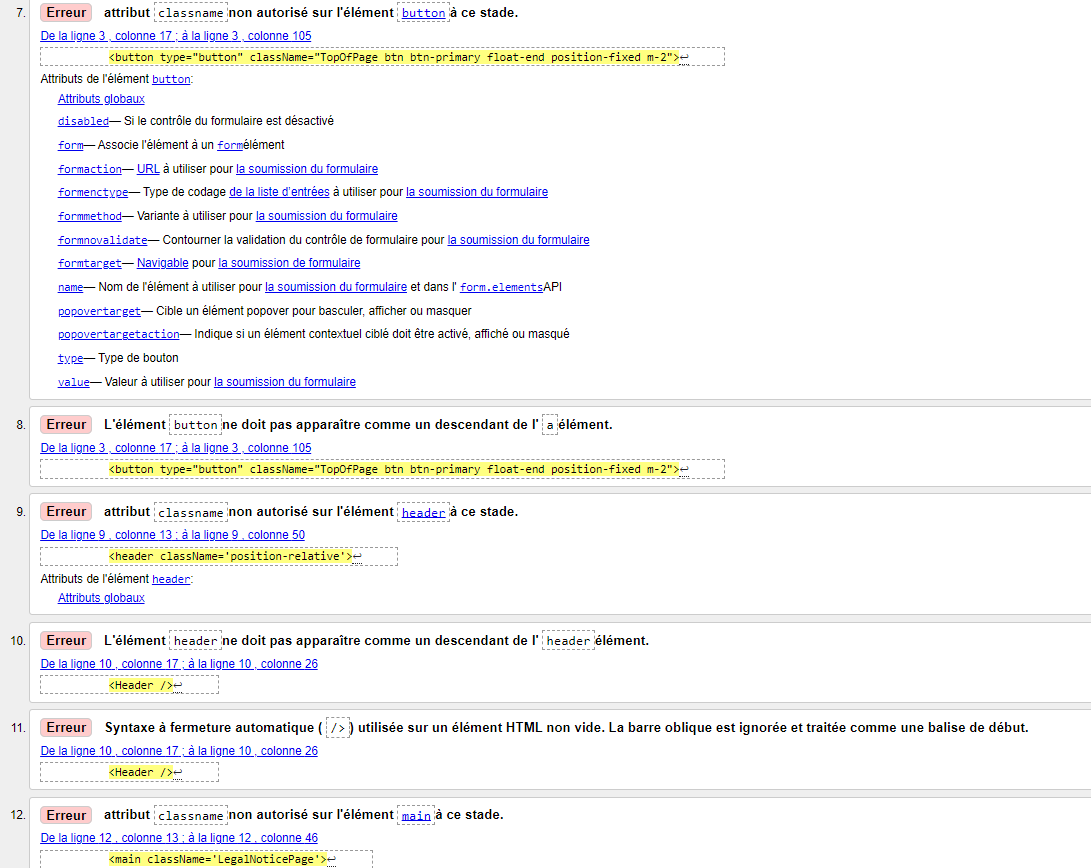 7. Erreur attribut classname non autorisé sur l'élément button à ce stade.
De la ligne 3 , colonne 17 ; à la ligne 3 , colonne 105
<button type="button" className="TopOfPage btn btn-primary float-end position-fixed m-2">↩
Attributs de l'élément button:
Attributs globaux
disabled— Si le contrôle du formulaire est désactivé
form— Associe l'élément à un formélément
formaction— URL à utiliser pour la soumission du formulaire
formenctype— Type de codage de la liste d'entrées à utiliser pour la soumission du formulaire
formmethod— Variante à utiliser pour la soumission du formulaire
formnovalidate— Contourner la validation du contrôle de formulaire pour la soumission du formulaire
formtarget— Navigable pour la soumission de formulaire
name— Nom de l'élément à utiliser pour la soumission du formulaire et dans l' form.elementsAPI
popovertarget— Cible un élément popover pour basculer, afficher ou masquer
popovertargetaction— Indique si un élément contextuel ciblé doit être activé, affiché ou masqué
type— Type de bouton
value— Valeur à utiliser pour la soumission du formulaire
8. Erreur L'élément button ne doit pas apparaître comme un descendant de l' a élément.
De la ligne 3 , colonne 17 ; à la ligne 3 , colonne 105
<button type="button" className="TopOfPage btn btn-primary float-end position-fixed m-2">↩
9. Erreur attribut classname non autorisé sur l'élément header à ce stade.
De la ligne 9 , colonne 13 ; à la ligne 9 , colonne 50
<header className='position-relative'>↩
Attributs de l'élément header:
Attributs globaux
10. Erreur L'élément header ne doit pas apparaître comme un descendant de l' header élément.
De la ligne 10 , colonne 17 ; à la ligne 10 , colonne 26
<Header />↩
11. Erreur Syntaxe à fermeture automatique ( /> ) utilisée sur un élément HTML non vide. La barre oblique est ignorée et traitée comme une balise de début.
De la ligne 10 , colonne 17 ; à la ligne 10 , colonne 26
<Header />↩
12. Erreur attribut classname non autorisé sur l'élément main à ce stade.
De la ligne 12 , colonne 13 ; à la ligne 12 , colonne 46
<main className='LegalNoticePage'>↩